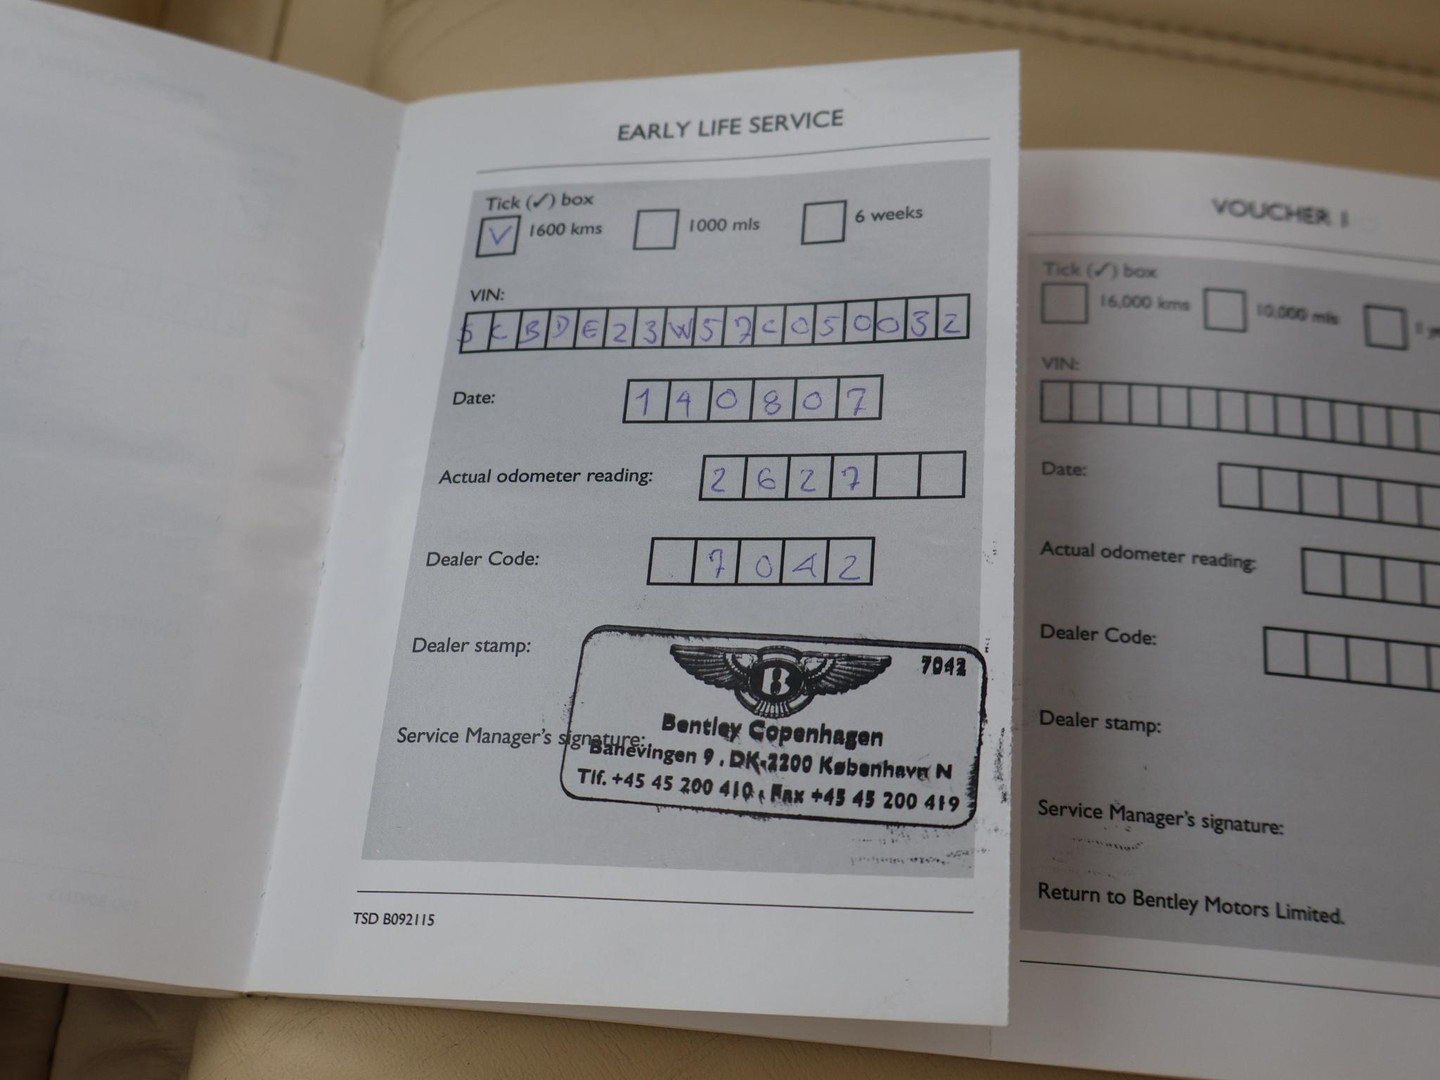 EARLY LIFE SERVICE
Tick (✓) box
1600 kms 1000 mls 6 weeks
VIN:
SCBDE23W57C050032
Date: 140807
Actual odometer reading: 2627
Dealer Code: 7042
Dealer stamp:
7042
B
Bentley Copenhagen
Service Manager's signature:
Banevingen 9 . DK-2200 København N
Tlf. +45 45 200 410 . Fax +45 45 200 419
TSD B092115
VOUCHER 1
Tick (✓) box
16,000 kms 10,000 mls
VIN:
Date:
Actual odometer reading:
Dealer Code:
Dealer stamp:
Service Manager's signature:
Return to Bentley Motors Limited.